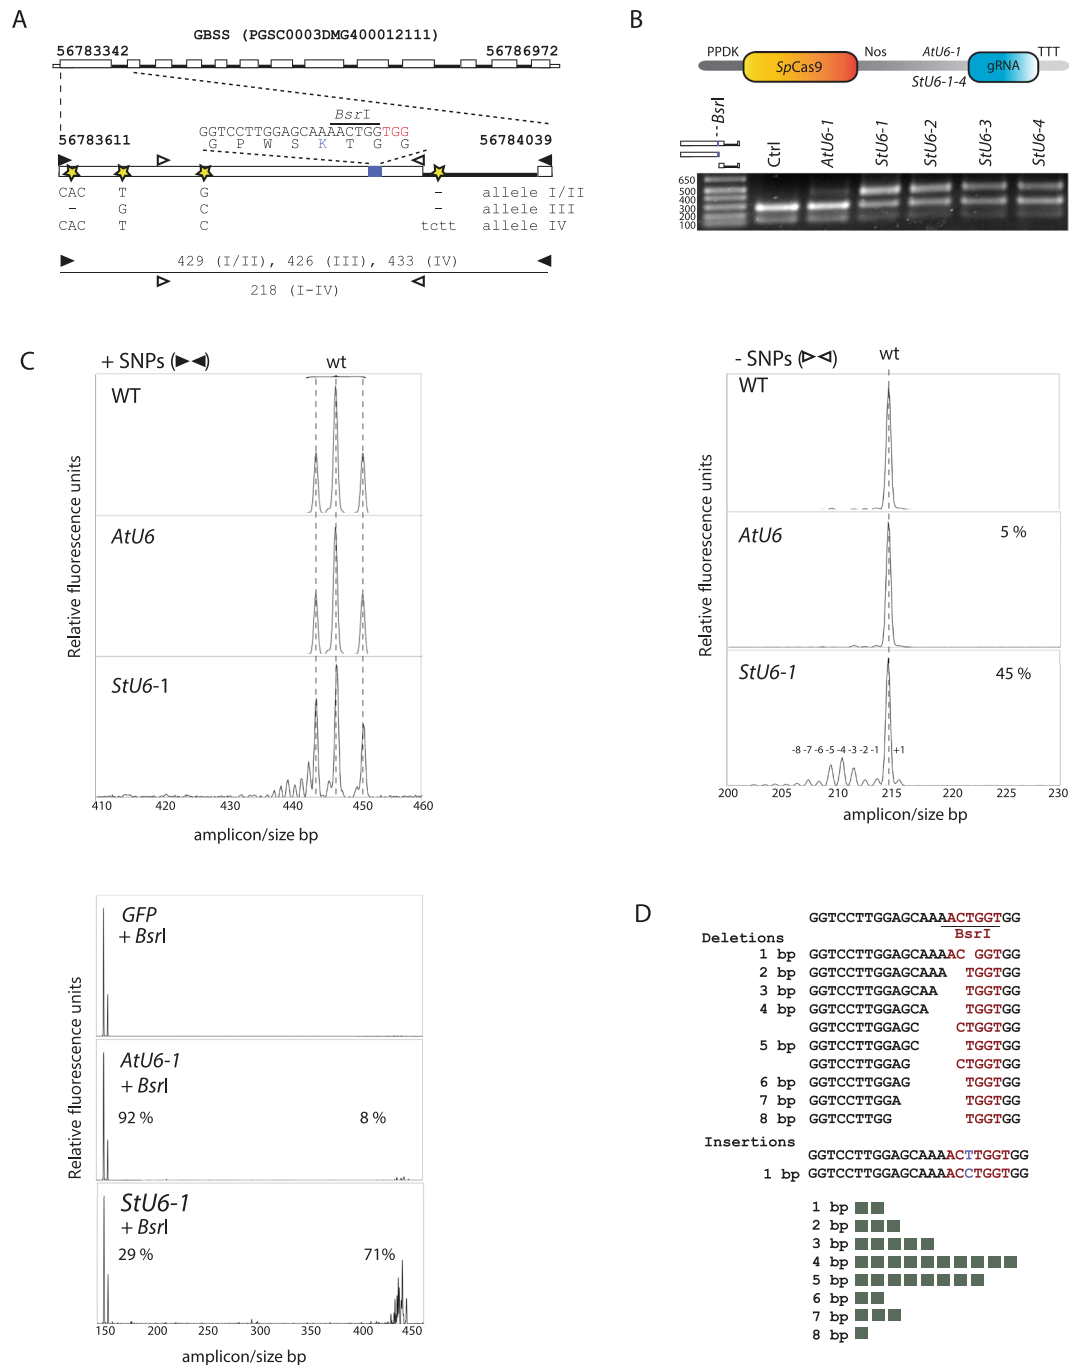 A
GBSS (PGSC0003DMG400012111)
56783342
56786972
BsrI
56783611
GGTCCTTGGAGCAAAACTGGTGG
56784039
G P W S K T G G
CAC T G – allele I/II
– G C allele III
CAC T C tctt allele IV
429 (I/II), 426 (III), 433 (IV)
218 (I-IV)
B
PPDK
SpCas9
Nos
AtU6-1
StU6-1-4
gRNA
TTT
BsrI
Ctrl
AtU6-1
StU6-1
StU6-2
StU6-3
StU6-4
650
500
400
300
200
100
C
+ SNPs (►◄)
wt
WT
AtU6
StU6-1
Relative fluorescence units
410 420 430 440 450 460
amplicon/size bp
- SNPs (▷◁)
wt
WT
AtU6
5 %
StU6-1
45 %
-8 -7 -6 -5 -4 -3 -2 -1 +1
Relative fluorescence units
200 205 210 215 220 225 230
amplicon/size bp
GFP
+ BsrI
AtU6-1
+ BsrI
92 % 8 %
StU6-1
+ BsrI
29 % 71%
Relative fluorescence units
150 200 250 300 350 400 450
amplicon/size bp
D
GGTCCTTGGAGCAAAACTGGTGG
BsrI
Deletions
1 bp GGTCCTTGGAGCAAAAC GGTGG
2 bp GGTCCTTGGAGCAAA TGGTGG
3 bp GGTCCTTGGAGCAA TGGTGG
4 bp GGTCCTTGGAGCA TGGTGG
GGTCCTTGGAGC CTGGTGG
5 bp GGTCCTTGGAGC TGGTGG
GGTCCTTGGAG CTGGTGG
6 bp GGTCCTTGGAG TGGTGG
7 bp GGTCCTTGGA TGGTGG
8 bp GGTCCTTGG TGGTGG
Insertions
GGTCCTTGGAGCAAAACTTGGTGG
1 bp GGTCCTTGGAGCAAAACCTGGTGG
1 bp
2 bp
3 bp
4 bp
5 bp
6 bp
7 bp
8 bp